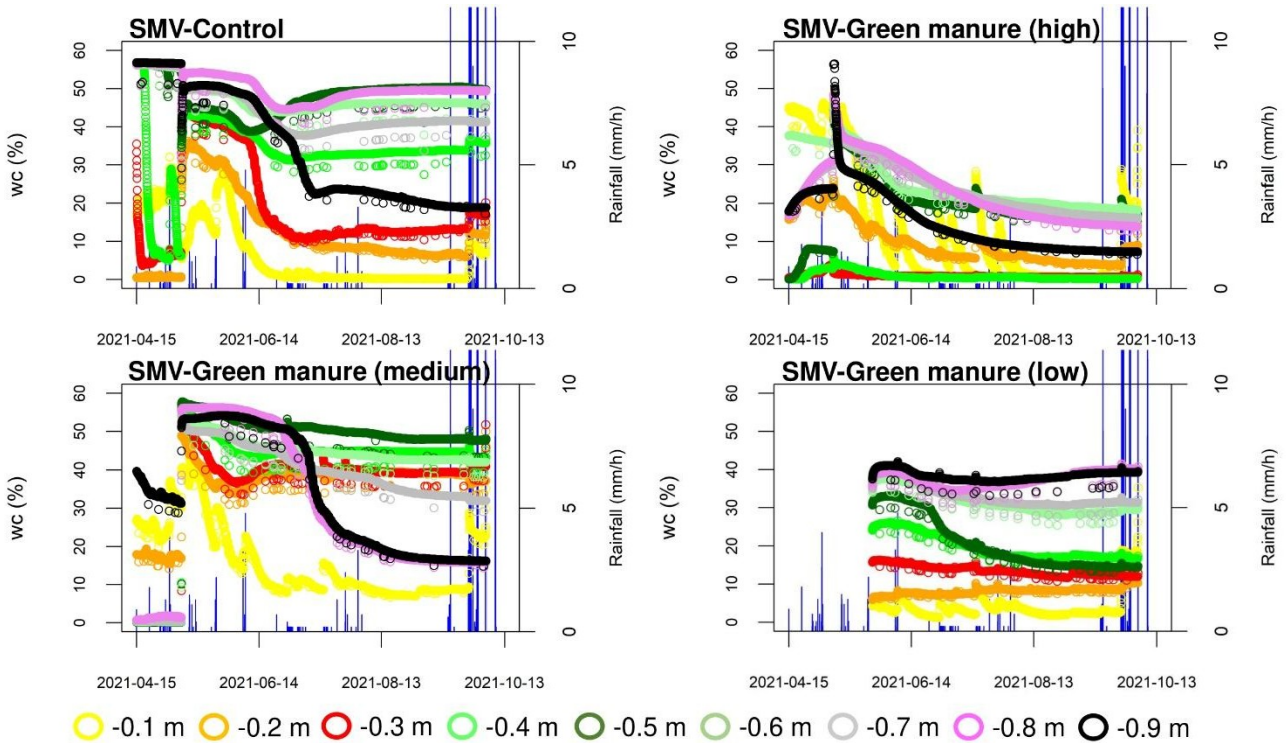 SMV-Control
wc (%)
60
50
40
30
20
10
0
10
5
0
Rainfall (mm/h)
2021-04-15 2021-06-14 2021-08-13 2021-10-13
SMV-Green manure (high)
wc (%)
60
50
40
30
20
10
0
10
5
0
Rainfall (mm/h)
2021-04-15 2021-06-14 2021-08-13 2021-10-13
SMV-Green manure (medium)
wc (%)
60
50
40
30
20
10
0
10
5
0
Rainfall (mm/h)
2021-04-15 2021-06-14 2021-08-13 2021-10-13
SMV-Green manure (low)
wc (%)
60
50
40
30
20
10
0
10
5
0
Rainfall (mm/h)
2021-04-15 2021-06-14 2021-08-13 2021-10-13
-0.1 m -0.2 m -0.3 m -0.4 m -0.5 m -0.6 m -0.7 m -0.8 m -0.9 m